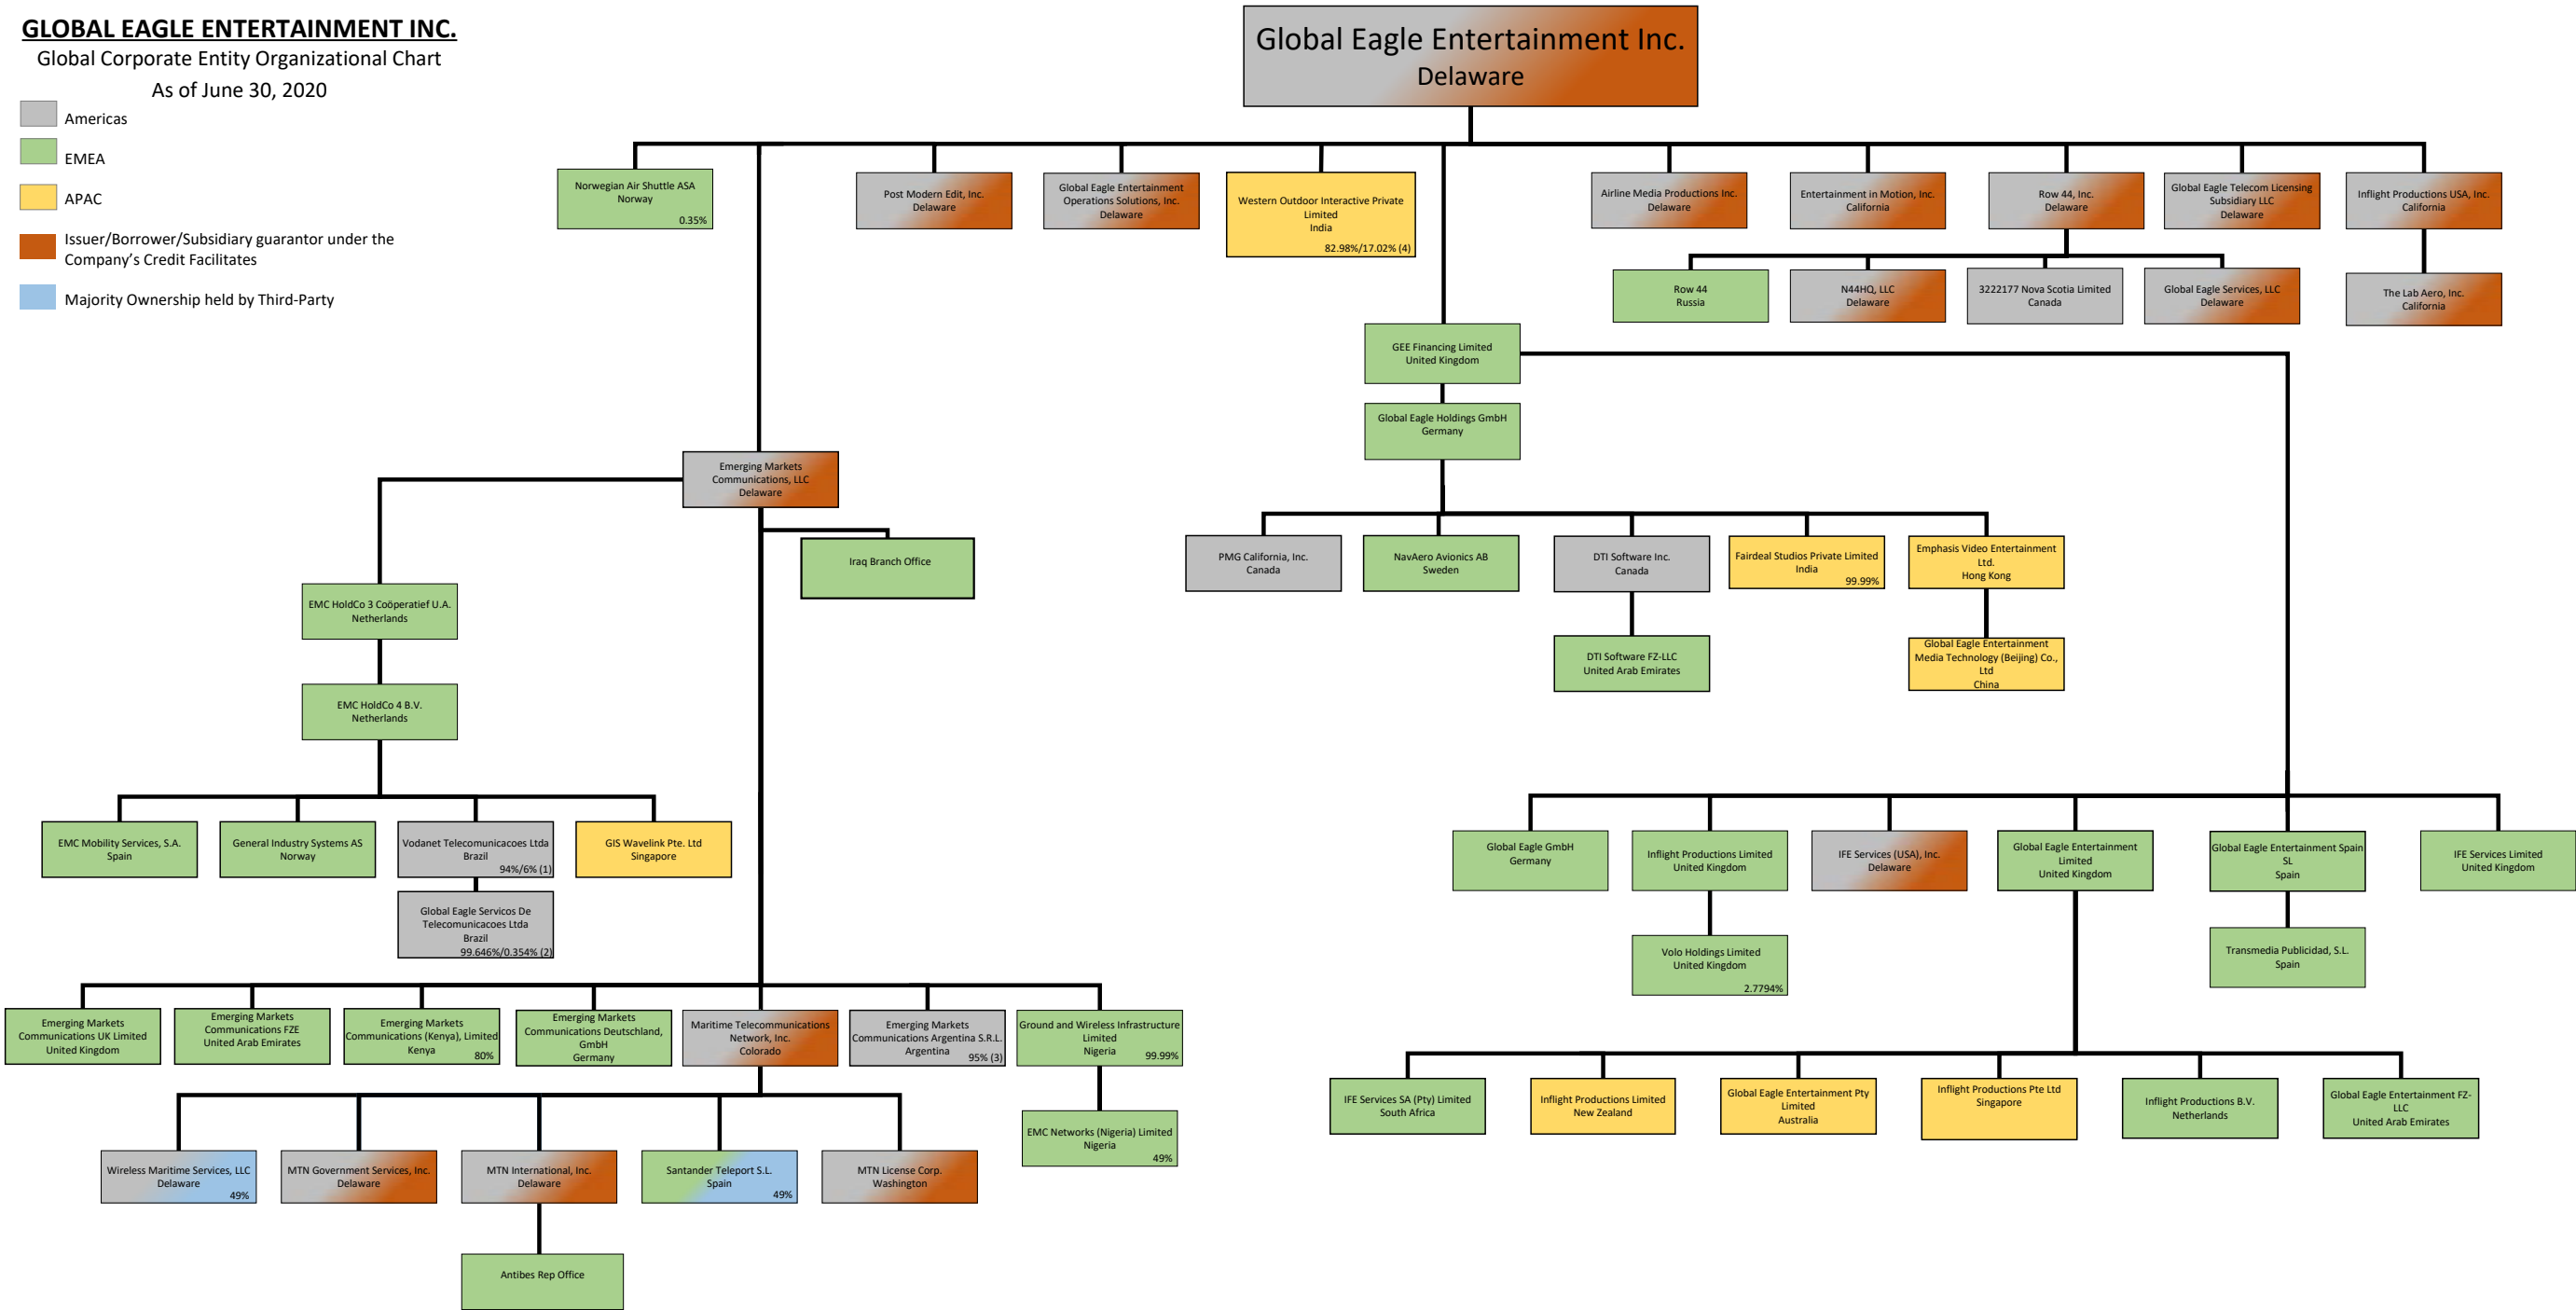 GLOBAL EAGLE ENTERTAINMENT INC.
Global Corporate Entity Organizational Chart
As of June 30, 2020
Americas
EMEA
APAC
Issuer/Borrower/Subsidiary guarantor under the
Company's Credit Facilitates
Majority Ownership held by Third-Party
Global Eagle Entertainment Inc.
Delaware
Norwegian Air Shuttle ASA
Norway
0.35%
Post Modern Edit, Inc.
Delaware
Global Eagle Entertainment
Operations Solutions, Inc.
Delaware
Western Outdoor Interactive Private
Limited
India
82.98%/17.02% (4)
Airline Media Productions Inc.
Delaware
Entertainment in Motion, Inc.
California
Row 44, Inc.
Delaware
Global Eagle Telecom Licensing
Subsidiary LLC
Delaware
Inflight Productions USA, Inc.
California
Row 44
Russia
N44HQ, LLC
Delaware
3222177 Nova Scotia Limited
Canada
Global Eagle Services, LLC
Delaware
The Lab Aero, Inc.
California
GEE Financing Limited
United Kingdom
Global Eagle Holdings GmbH
Germany
Emerging Markets
Communications, LLC
Delaware
Iraq Branch Office
PMG California, Inc.
Canada
NavAero Avionics AB
Sweden
DTI Software Inc.
Canada
Fairdeal Studios Private Limited
India
99.99%
Emphasis Video Entertainment
Ltd.
Hong Kong
EMC HoldCo 3 Coöperatief U.A.
Netherlands
DTI Software FZ-LLC
United Arab Emirates
Global Eagle Entertainment
Media Technology (Beijing) Co.,
Ltd
China
EMC HoldCo 4 B.V.
Netherlands
EMC Mobility Services, S.A.
Spain
General Industry Systems AS
Norway
Vodanet Telecomunicacoes Ltda
Brazil
94%/6% (1)
GIS Wavelink Pte. Ltd
Singapore
Global Eagle Servicos De
Telecomunicacoes Ltda
Brazil
99.646%/0.354% (2)
Global Eagle GmbH
Germany
Inflight Productions Limited
United Kingdom
IFE Services (USA), Inc.
Delaware
Global Eagle Entertainment
Limited
United Kingdom
Global Eagle Entertainment Spain
SL
Spain
IFE Services Limited
United Kingdom
Volo Holdings Limited
United Kingdom
2.7794%
Transmedia Publicidad, S.L.
Spain
Emerging Markets
Communications UK Limited
United Kingdom
Emerging Markets
Communications FZE
United Arab Emirates
Emerging Markets
Communications (Kenya), Limited
Kenya
80%
Emerging Markets
Communications Deutschland,
GmbH
Germany
Maritime Telecommunications
Network, Inc.
Colorado
Emerging Markets
Communications Argentina S.R.L.
Argentina
95% (3)
Ground and Wireless Infrastructure
Limited
Nigeria
99.99%
IFE Services SA (Pty) Limited
South Africa
Inflight Productions Limited
New Zealand
Global Eagle Entertainment Pty
Limited
Australia
Inflight Productions Pte Ltd
Singapore
Inflight Productions B.V.
Netherlands
Global Eagle Entertainment FZ-
LLC
United Arab Emirates
EMC Networks (Nigeria) Limited
Nigeria
49%
Wireless Maritime Services, LLC
Delaware
49%
MTN Government Services, Inc.
Delaware
MTN International, Inc.
Delaware
Santander Teleport S.L.
Spain
49%
MTN License Corp.
Washington
Antibes Rep Office